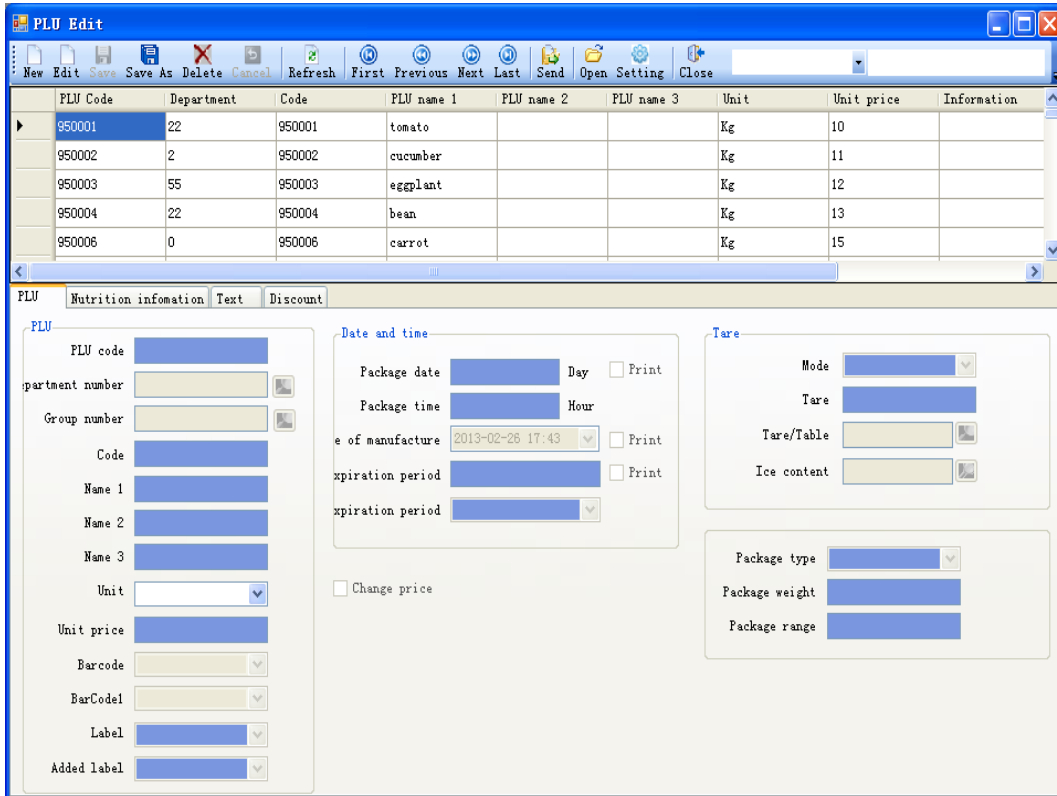 PLU Edit
New Edit Save Save As Delete Cancel Refresh First Previous Next Last Send Open Setting Close
PLU Code Department Code PLU name 1 PLU name 2 PLU name 3 Unit Unit price Information
950001 22 950001 tomato Kg 10
950002 2 950002 cucumber Kg 11
950003 55 950003 eggplant Kg 12
950004 22 950004 bean Kg 13
950006 0 950006 carrot Kg 15
PLU Nutrition infomation Text Discount
PLU
PLU code
epartment number
Group number
Code
Name 1
Name 2
Name 3
Unit
Unit price
Barcode
BarCode1
Label
Added label
Date and time
Package date Day Print
Package time Hour
e of manufacture 2013-02-26 17:43 Print
xpiration period Print
xpiration period
Change price
Tare
Mode
Tare
Tare/Table
Ice content
Package type
Package weight
Package range